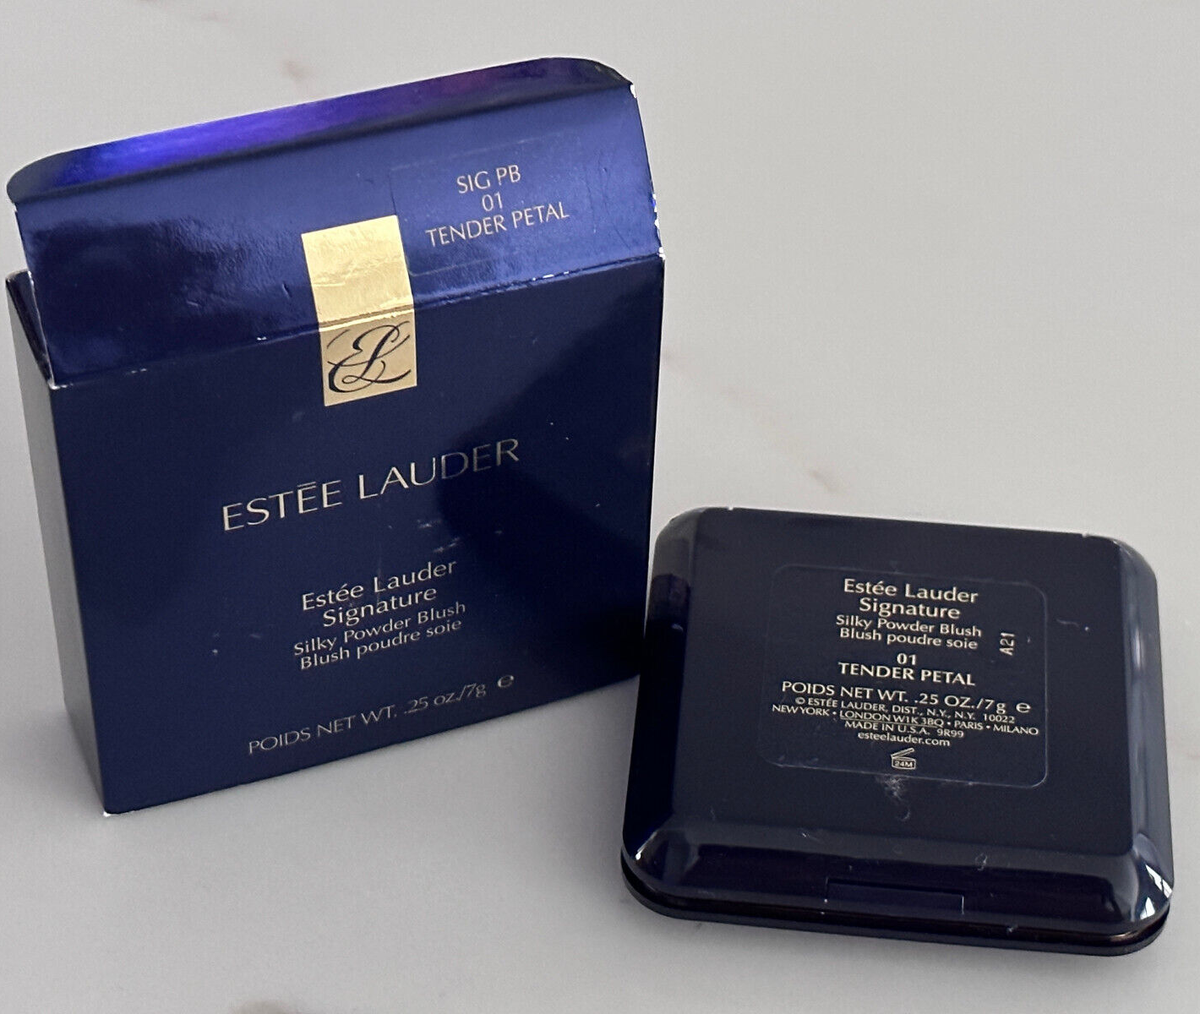 SIG PB
01
TENDER PETAL
EL
ESTĒE LAUDER
Estée Lauder
Signature
Silky Powder Blush
Blush poudre soie
POIDS NET WT. .25 oz./7g ℮
Estée Lauder
Signature
Silky Powder Blush
Blush poudre soie
A21
01
TENDER PETAL
POIDS NET WT. .25 OZ./7g ℮
© ESTÉE LAUDER, DIST., N.Y., N.Y. 10022
NEW YORK • LONDON W1K 3BQ • PARIS • MILANO
MADE IN U.S.A. 9R99
esteelauder.com
24M